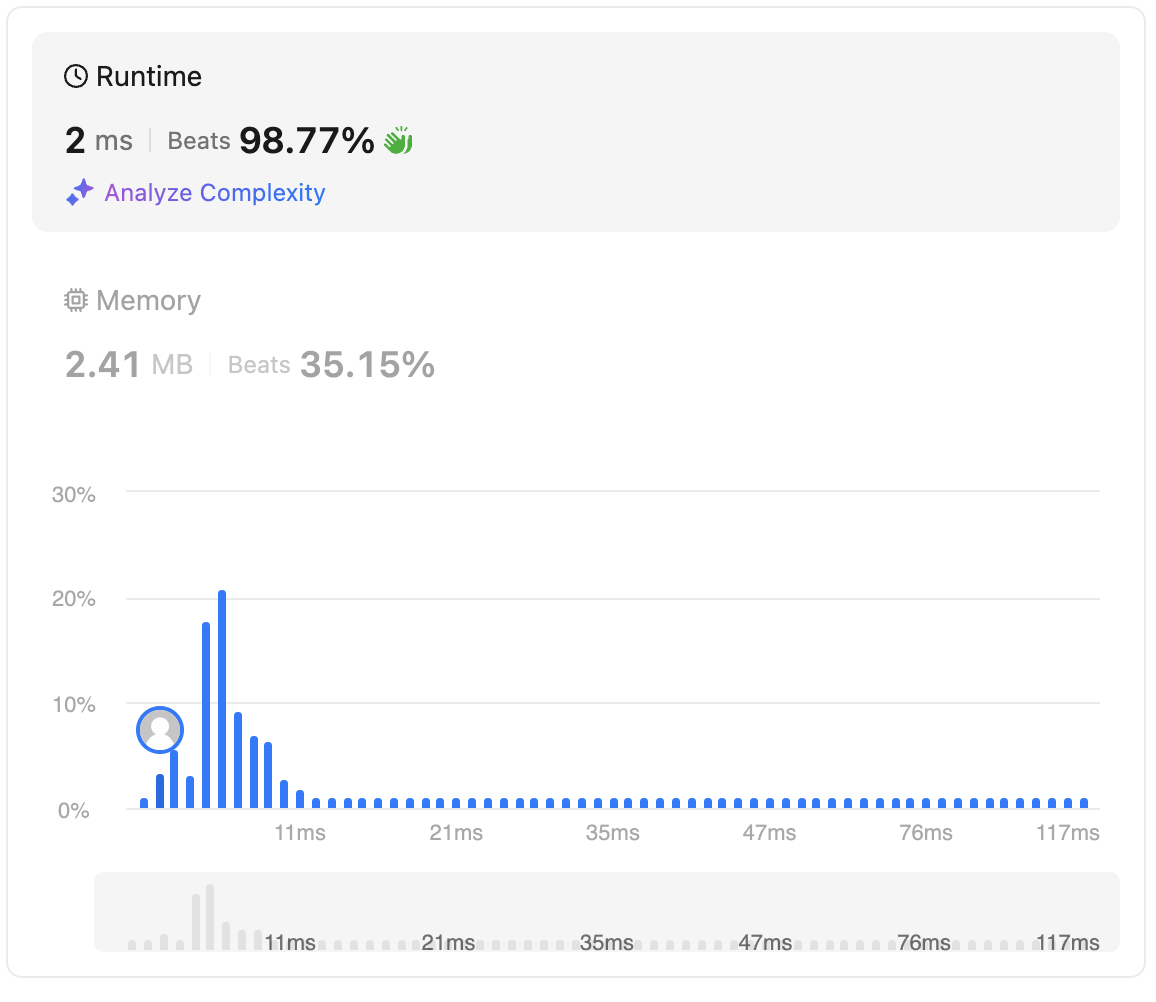 Runtime
2 ms | Beats 98.77%
Analyze Complexity
Memory
2.41 MB | Beats 35.15%
30%
20%
10%
0%
11ms 21ms 35ms 47ms 76ms 117ms
11ms 21ms 35ms 47ms 76ms 117ms